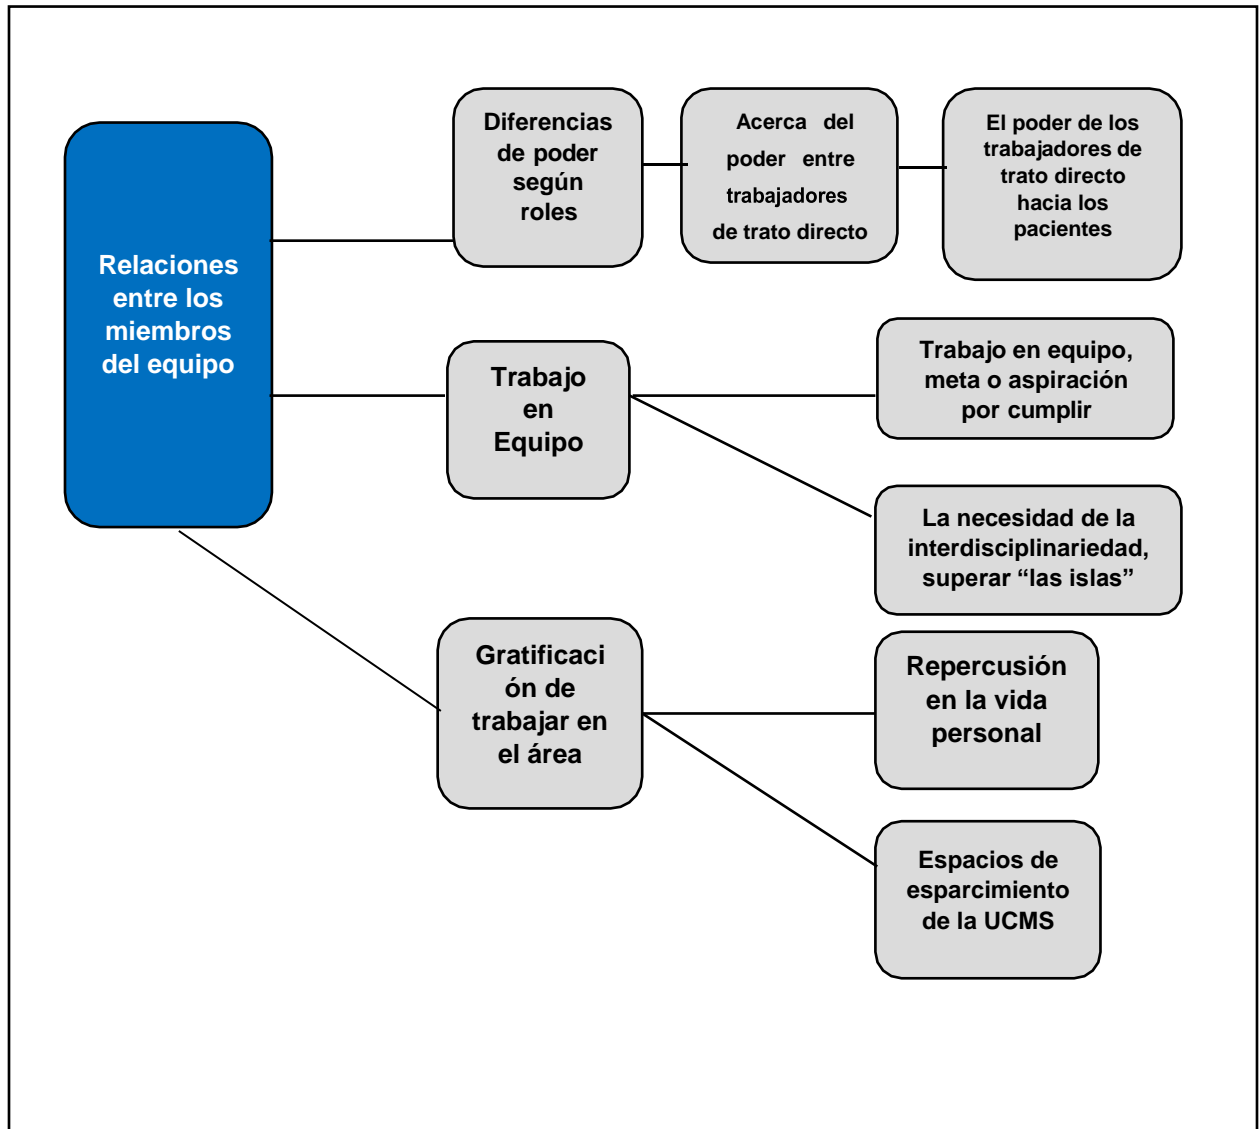 Relaciones
entre los
miembros
del equipo
Diferencias
de poder
según
roles
Acerca del
poder entre
trabajadores
de trato directo
El poder de los
trabajadores de
trato directo
hacia los
pacientes
Trabajo
en
Equipo
Trabajo en equipo,
meta o aspiración
por cumplir
La necesidad de la
interdisciplinariedad,
superar “las islas”
Gratificaci
ón de
trabajar en
el área
Repercusión
en la vida
personal
Espacios de
esparcimiento
de la UCMS